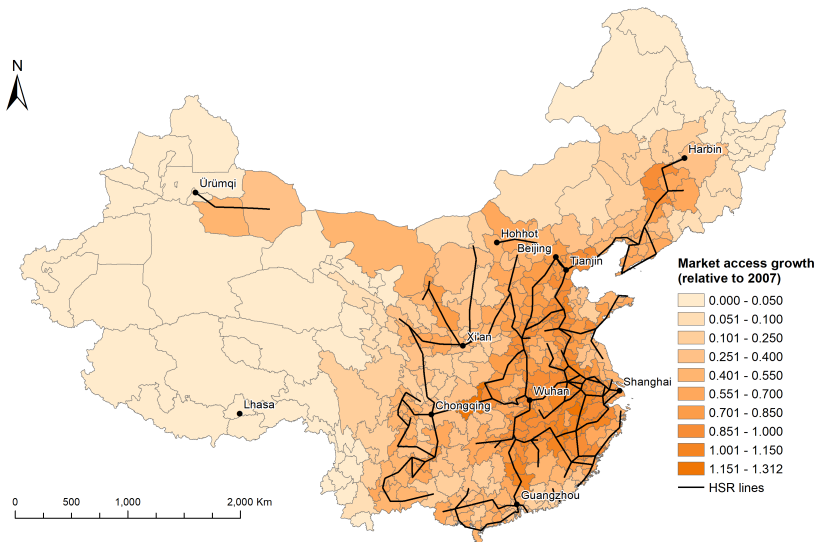 N
Harbin
Ürümqi
Hohhot
Beijing
Tianjin
Market access growth
(relative to 2007)
0.000 - 0.050
0.051 - 0.100
0.101 - 0.250
0.251 - 0.400
0.401 - 0.550
0.551 - 0.700
0.701 - 0.850
0.851 - 1.000
1.001 - 1.150
1.151 - 1.312
HSR lines
Xi'an
Shanghai
Wuhan
Lhasa
Chongqing
Guangzhou
0 500 1,000 2,000 Km